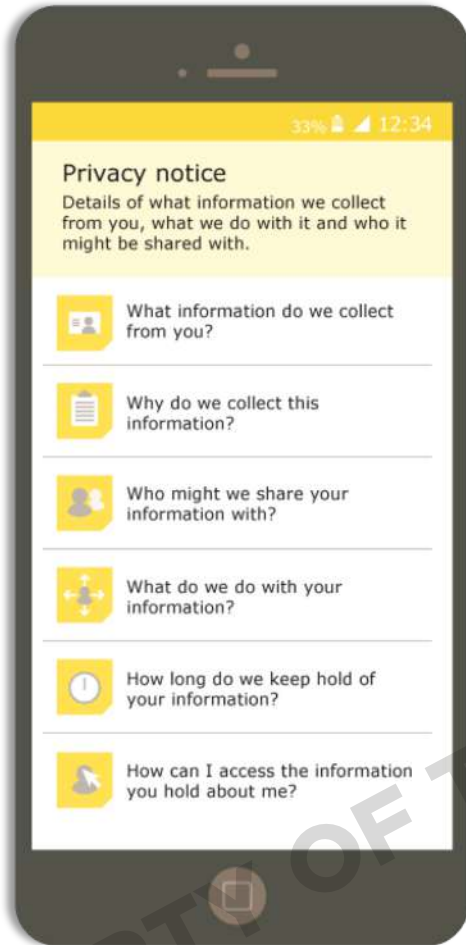 33% 12:34
Privacy notice
Details of what information we collect
from you, what we do with it and who it
might be shared with.
What information do we collect
from you?
Why do we collect this
information?
Who might we share your
information with?
What do we do with your
information?
How long do we keep hold of
your information?
How can I access the information
you hold about me?